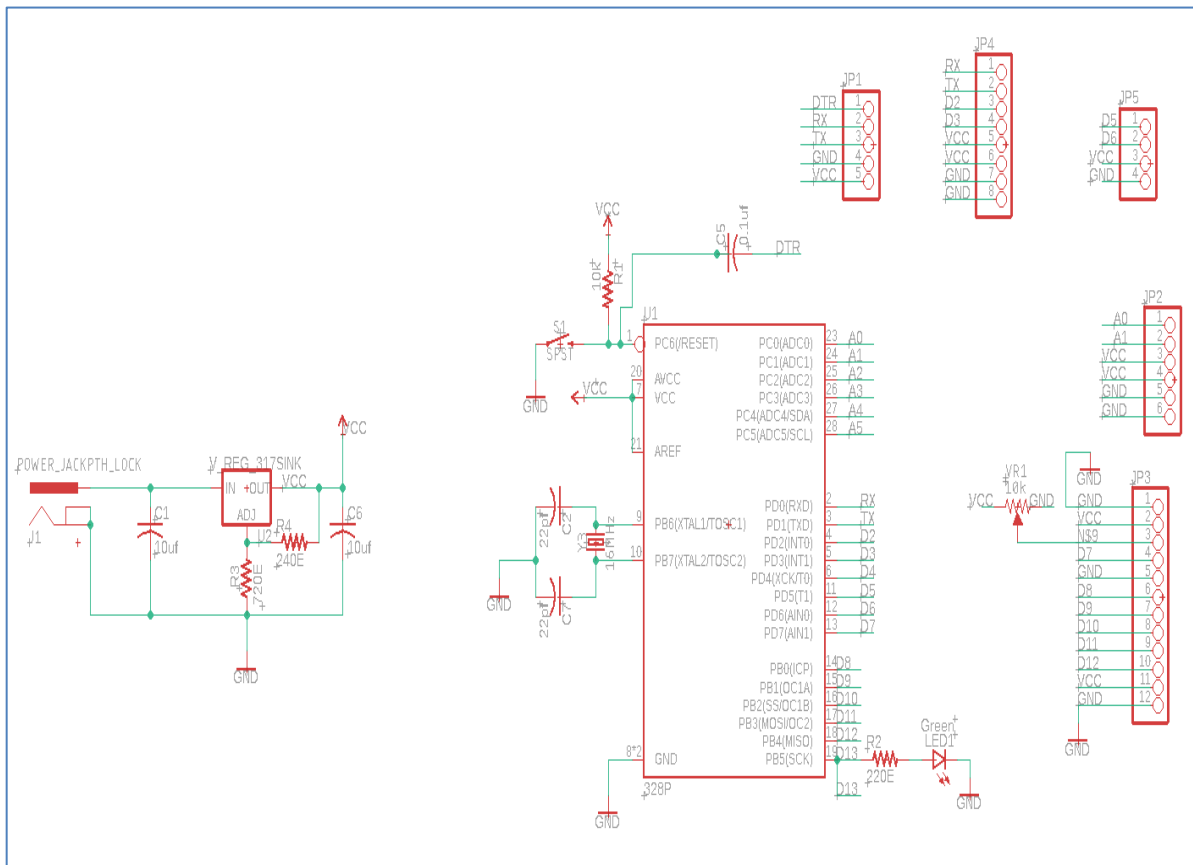 JP4
RX 1
TX 2
D2 3
D3 4
VCC 5
VCC 6
GND 7
GND 8
JP1
DTR 1
RX 2
TX 3
GND 4
VCC 5
JP5
D5 1
D6 2
VCC 3
GND 4
VCC
10k
R1
C5
0.1uf
DTR
S1
SPST
GND
VCC
U1
1 PC6(/RESET)
20 AVCC
7 VCC
21 AREF
9 PB6(XTAL1/TOSC1)
10 PB7(XTAL2/TOSC2)
8*2 GND
PC0(ADC0) 23 A0
PC1(ADC1) 24 A1
PC2(ADC2) 25 A2
PC3(ADC3) 26 A3
PC4(ADC4/SDA) 27 A4
PC5(ADC5/SCL) 28 A5
PD0(RXD) 2 RX
PD1(TXD) 3 TX
PD2(INT0) 4 D2
PD3(INT1) 5 D3
PD4(XCK/T0) 6 D4
PD5(T1) 11 D5
PD6(AIN0) 12 D6
PD7(AIN1) 13 D7
PB0(ICP) 14 D8
PB1(OC1A) 15 D9
PB2(SS/OC1B) 16 D10
PB3(MOSI/OC2) 17 D11
PB4(MISO) 18 D12
PB5(SCK) 19 D13
328P
D13
R2
220E
Green
LED1
GND
GND
22pf
C2
Y3
16MHz
22pf
C7
GND
JP2
A0 1
A1 2
VCC 3
VCC 4
GND 5
GND 6
VR1
10k
VCC
GND
GND
JP3
GND 1
VCC 2
N$9 3
D7 4
GND 5
D8 6
D9 7
D10 8
D11 9
D12 10
VCC 11
GND 12
GND
POWER_JACKPTH_LOCK
J1
V_REG_317SINK
IN OUT
ADJ
U2
VCC
VCC
C1
10uf
R4
240E
R3
720E
C6
10uf
GND